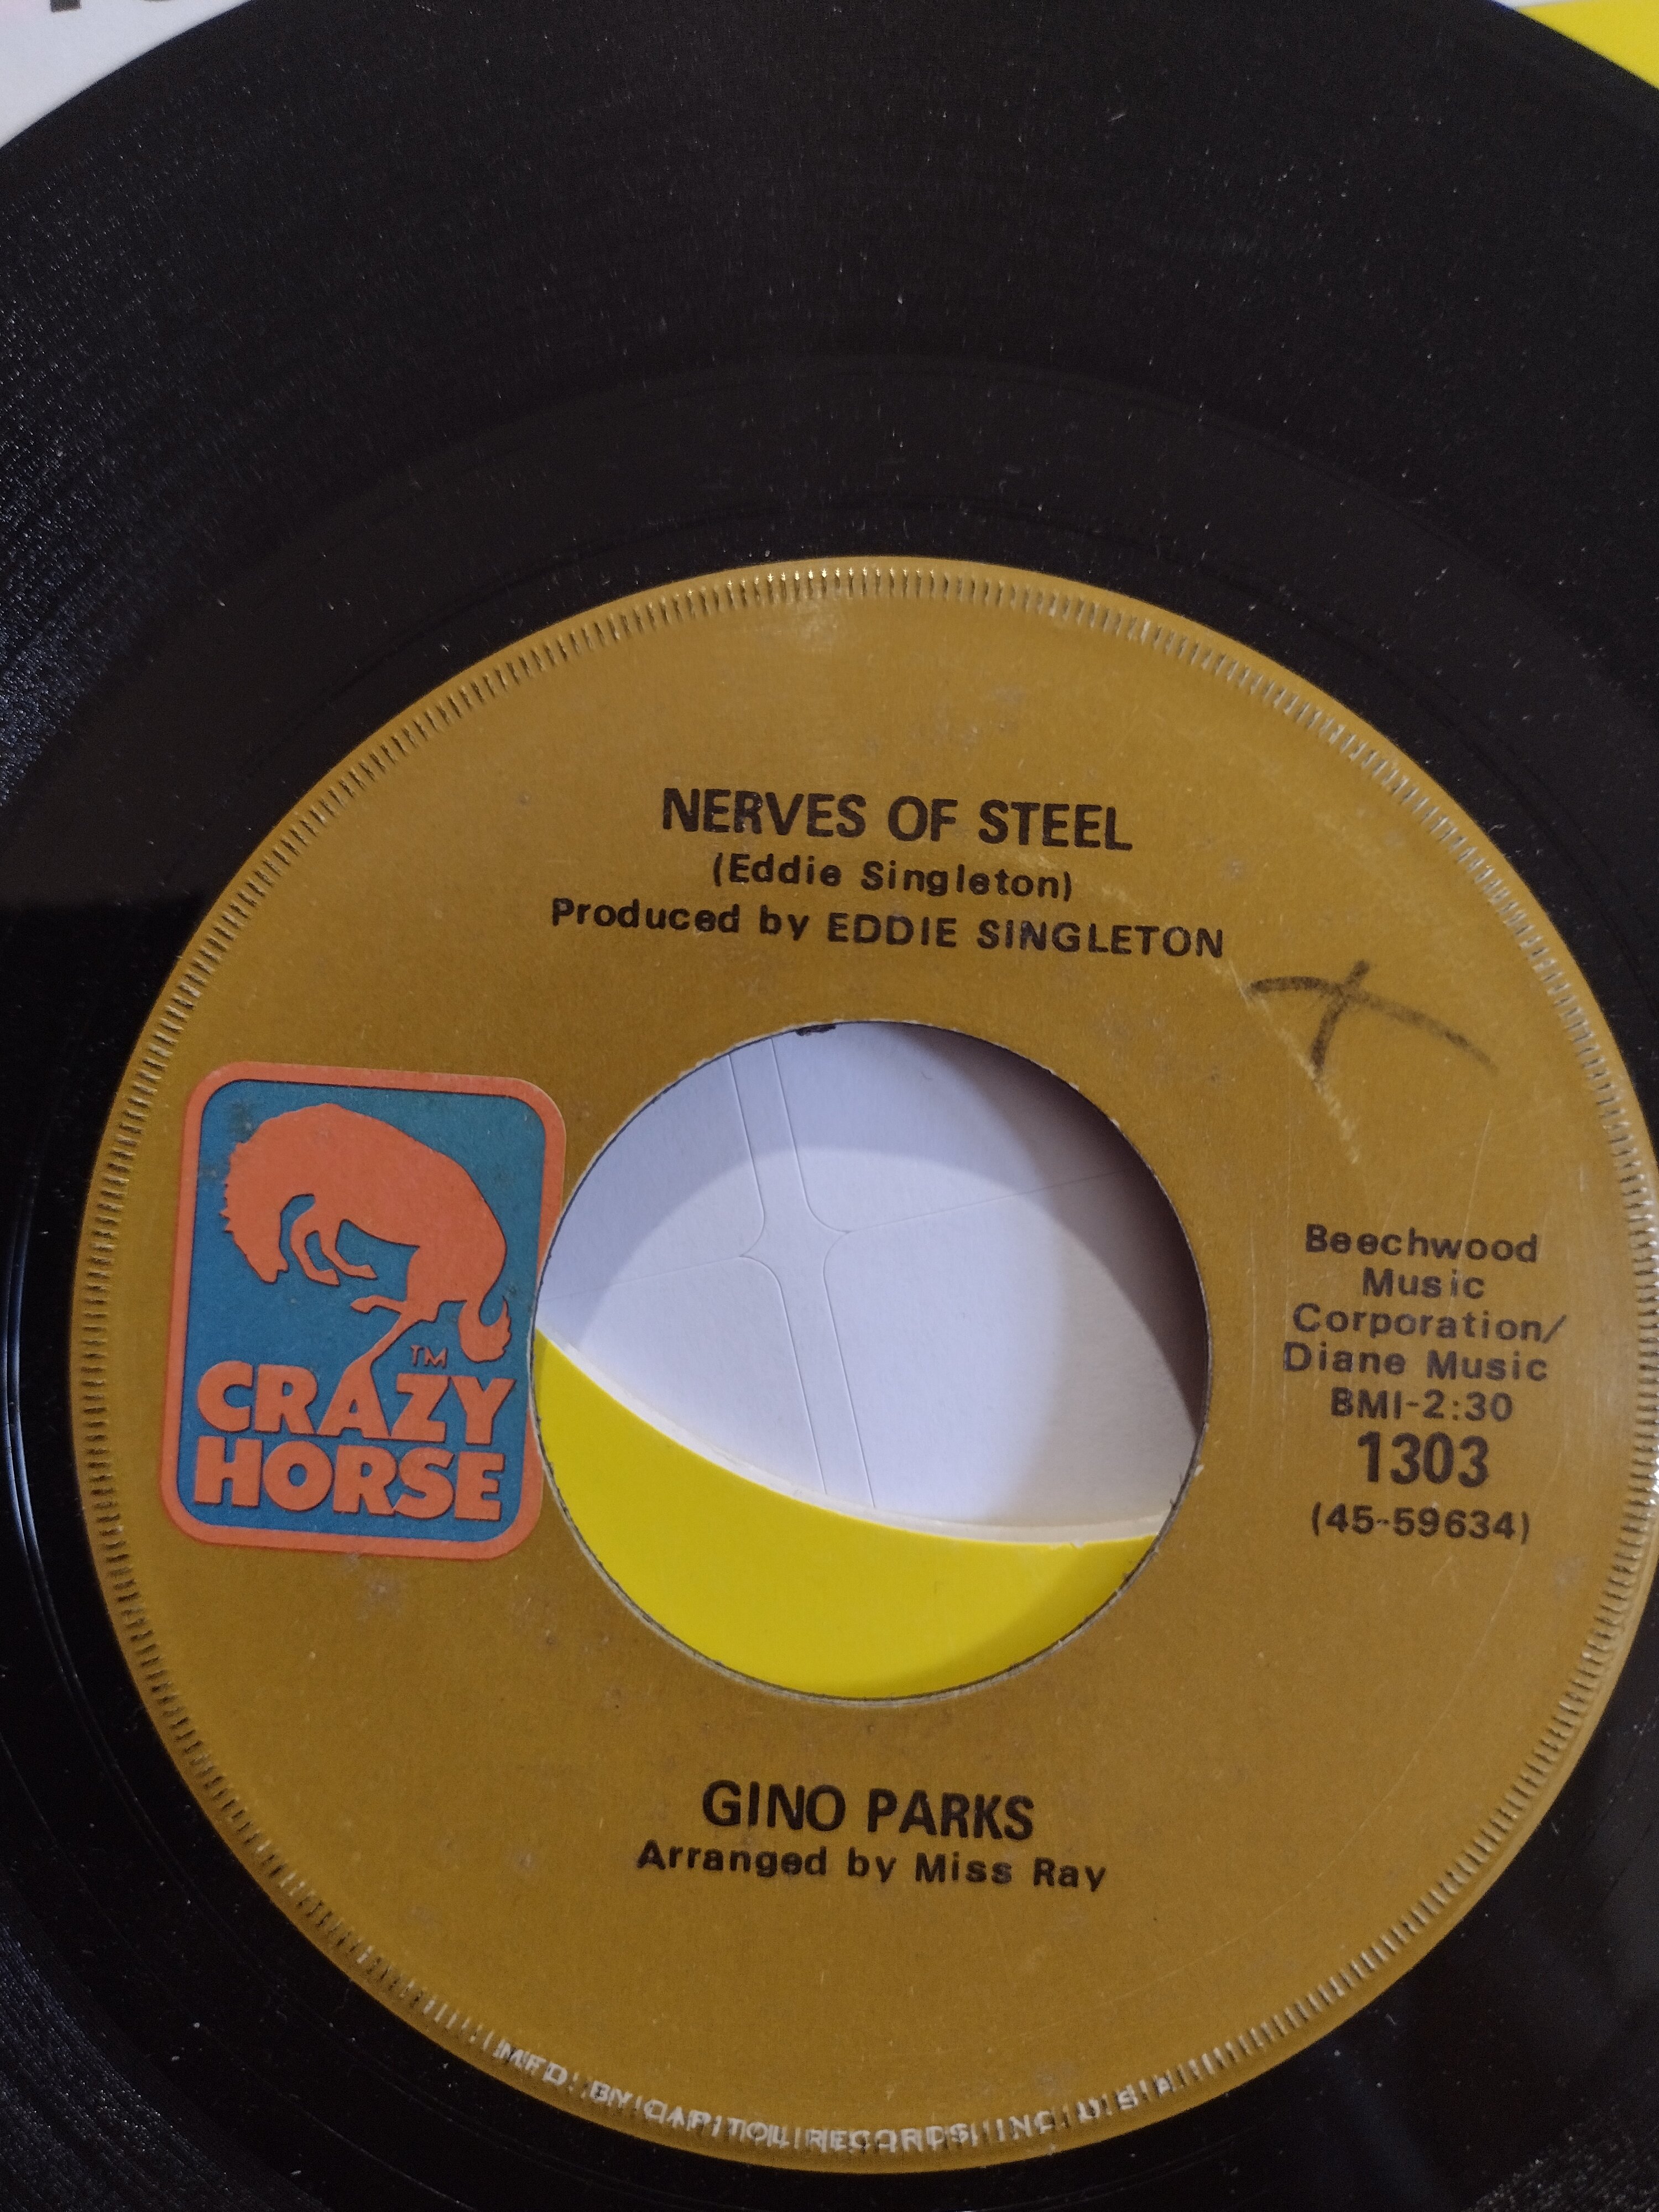 NERVES OF STEEL
(Eddie Singleton)
Produced by EDDIE SINGLETON
TM
CRAZY
HORSE
Beechwood
Music
Corporation/
Diane Music
BMI-2:30
1303
(45-59634)
GINO PARKS
Arranged by Miss Ray
MFD. BY CAPITOL RECORDS, INC. U.S.A.